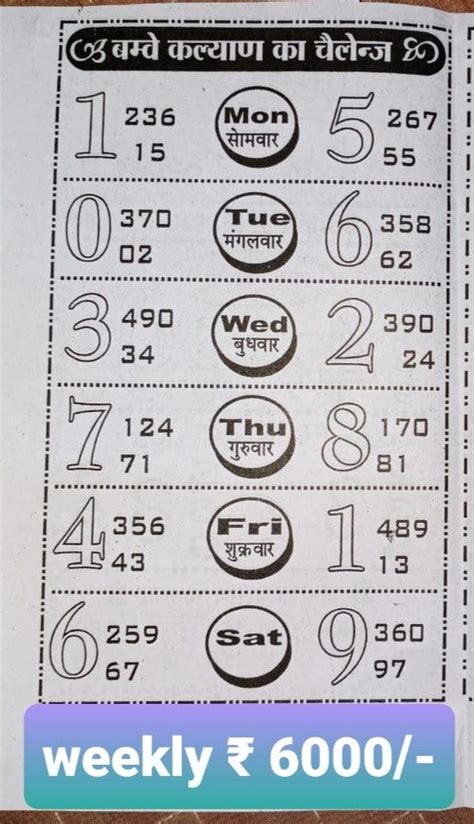 बम्वे कल्याण का चैलेन्ज
1 236 Mon 5 267
15 सोमवार 55
0 370 Tue 6 358
02 मंगलवार 62
3 490 Wed 2 390
34 बुधवार 24
7 124 Thu 8 170
71 गुरुवार 81
4 356 Fri 1 489
43 शुक्रवार 13
6 259 Sat 9 360
67 97
weekly ₹ 6000/-